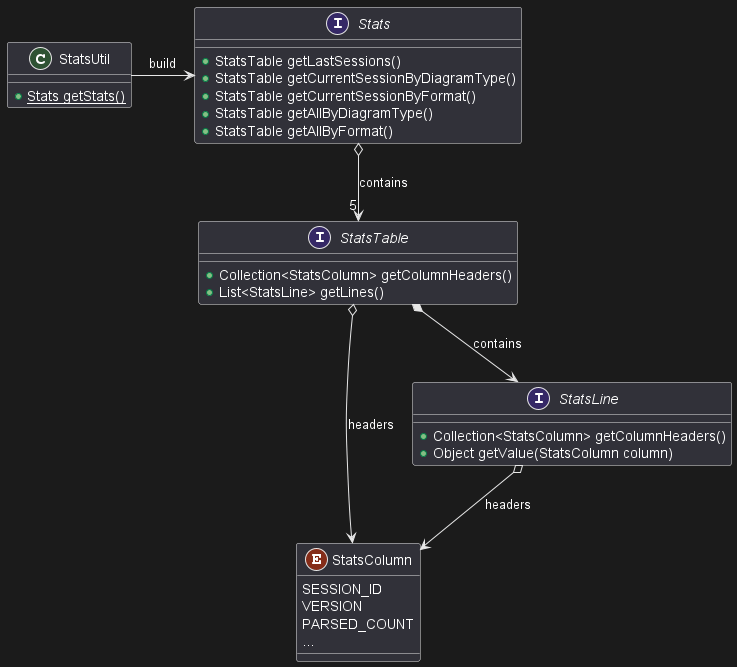 I Stats
C StatsUtil
build
StatsTable getLastSessions()
StatsTable getCurrentSessionByDiagramType()
Stats getStats()
StatsTable getCurrentSessionByFormat()
StatsTable getAllByDiagramType()
StatsTable getAllByFormat()
contains
5
I StatsTable
Collection<StatsColumn> getColumnHeaders()
List<StatsLine> getLines()
contains
I StatsLine
headers
Collection<StatsColumn> getColumnHeaders()
Object getValue(StatsColumn column)
headers
E StatsColumn
SESSION_ID
VERSION
PARSED_COUNT
...